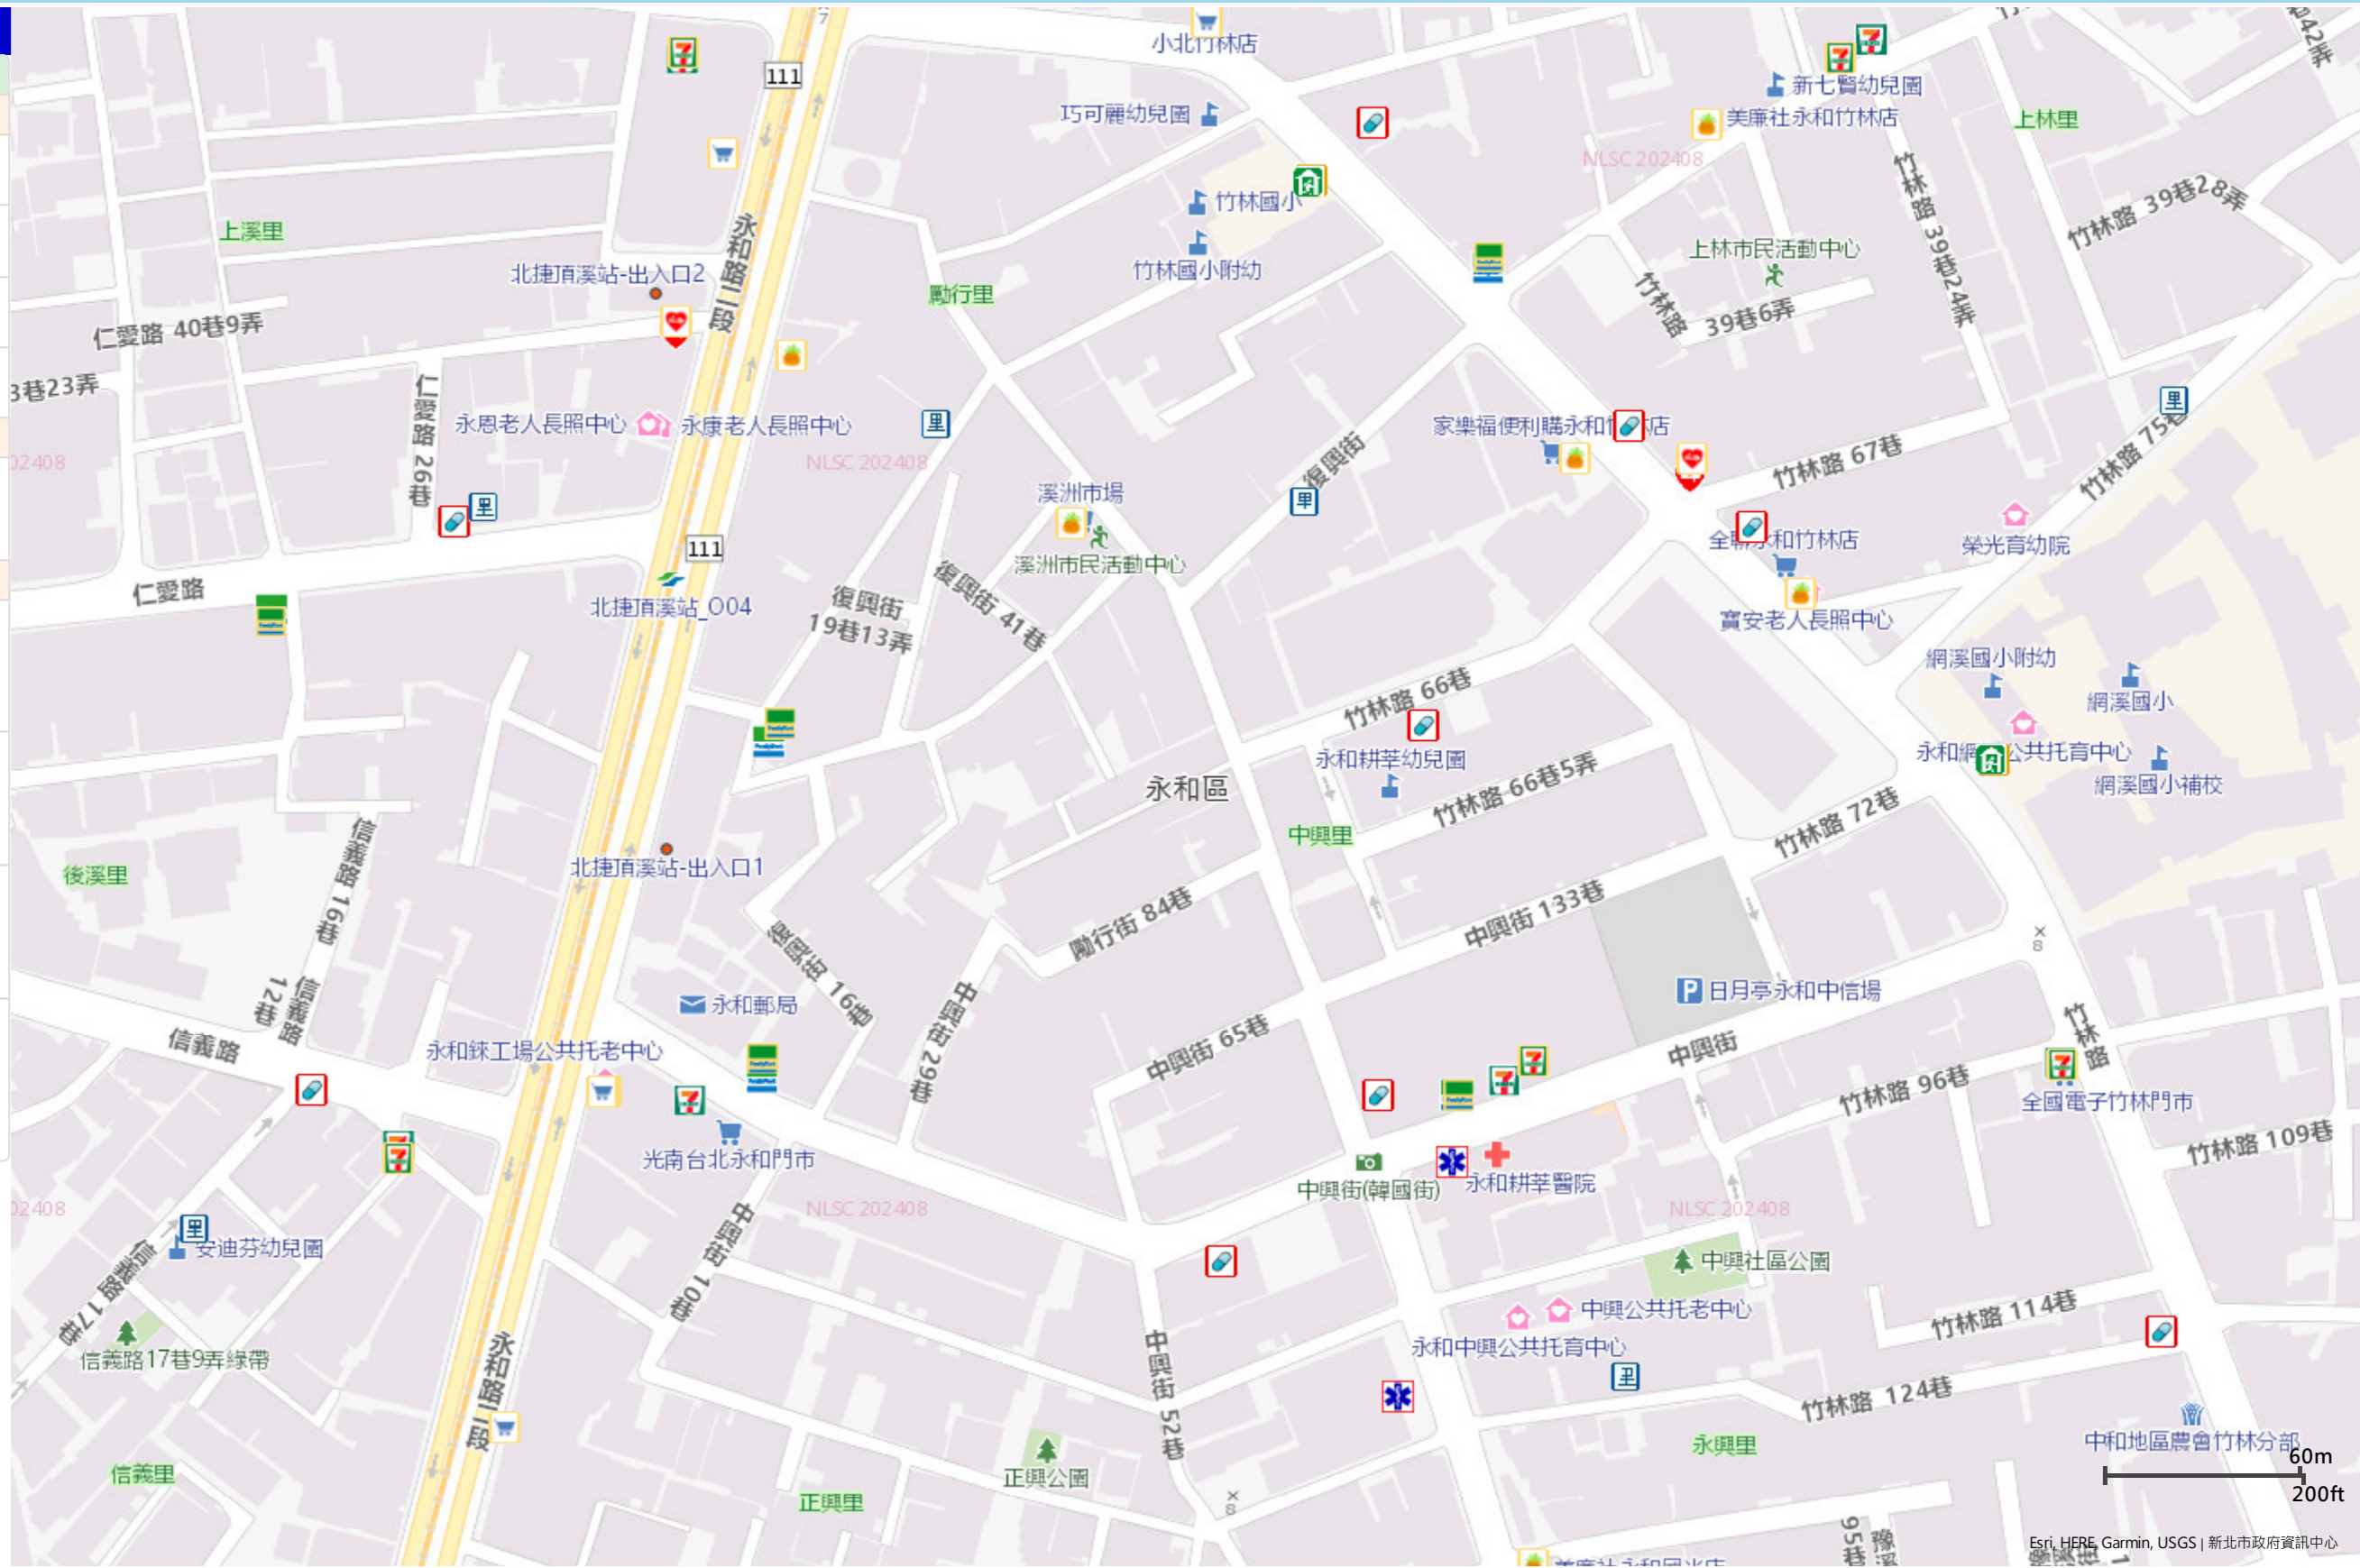 小北竹林店
111
新七賢幼兒園
巧可麗幼兒園
美廉社永和竹林店
上林里
NLSC 202408
竹林路 39巷24弄
竹林路 39巷28弄
竹林國小
上溪里
永和路二段
竹林國小附幼
上林市民活動中心
北捷頂溪站-出入口2
勵行里
竹林路 39巷6弄
仁愛路 40巷9弄
3巷23弄
仁愛路 26巷
永恩老人長照中心
永康老人長照中心
里
復興街
竹林路 67巷
竹林路 75巷
02408
NLSC 202408
溪洲市場
溪洲市民活動中心
111
全聯永和竹林店
榮光育幼院
仁愛路
北捷頂溪站_O04
復興街
19巷13弄
復興街 41巷
寶安老人長照中心
網溪國小附幼
網溪國小
竹林路 66巷
永和耕莘幼兒園
網溪國小補校
永和區
竹林路 66巷5弄
中興里
竹林路 72巷
信義路 16巷
北捷頂溪站-出入口1
後溪里
勵行街 84巷
中興街 133巷
復興街 16巷
永和郵局
中興街 29巷
日月亭永和中信場
信義路 12巷
信義路
永和錸工場公共托老中心
中興街 65巷
中興街
竹林路
竹林路 96巷
全國電子竹林門市
光南台北永和門市
竹林路 109巷
中興街(韓國街)
永和耕莘醫院
02408
NLSC 202408
NLSC 202408
安迪芬幼兒園
中興街 10巷
中興社區公園
信義路 17巷
中興公共托老中心
竹林路 114巷
永和中興公共托育中心
信義路17巷9弄綠帶
中興街 52巷
永和路二段
竹林路 124巷
永興里
中和地區農會竹林分部
正興公園
信義里
正興里
60m
200ft
Esri, HERE, Garmin, USGS | 新北市政府資訊中心